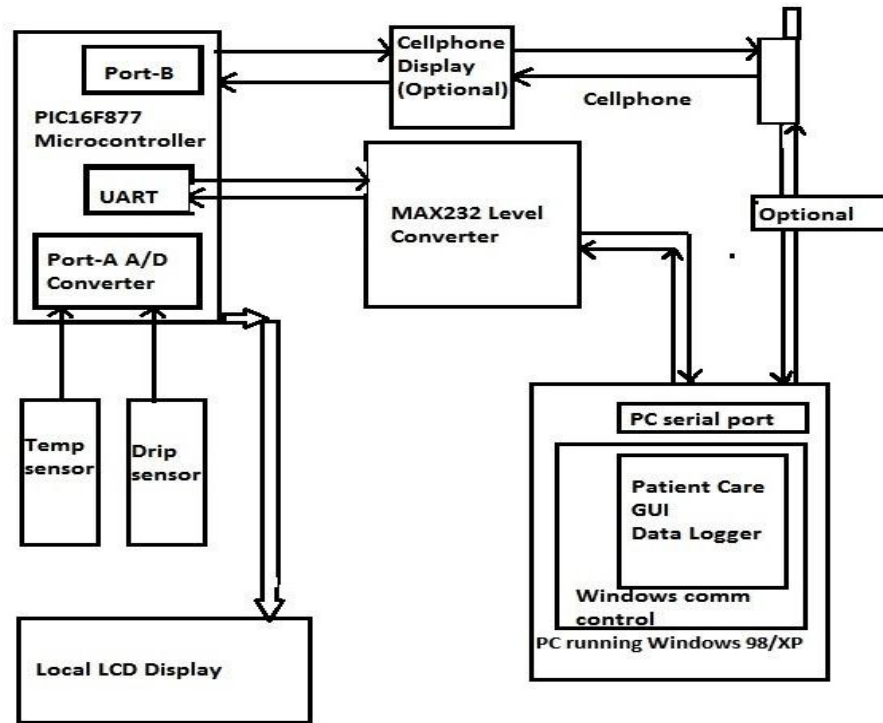 Port-B
PIC16F877
Microcontroller
UART
Port-A A/D
Converter
Cellphone
Display
(Optional)
Cellphone
MAX232 Level
Converter
Optional
Temp
sensor
Drip
sensor
PC serial port
Patient Care
GUI
Data Logger
Windows comm
control
PC running Windows 98/XP
Local LCD Display